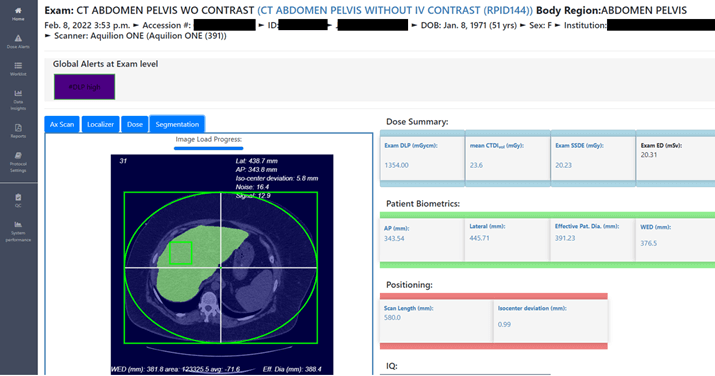 Exam: CT ABDOMEN PELVIS WO CONTRAST (CT ABDOMEN PELVIS WITHOUT IV CONTRAST (RPID144)) Body Region:ABDOMEN PELVIS
Feb. 8, 2022 3:53 p.m. ► Accession #: ► ID: ► DOB: Jan. 8, 1971 (51 yrs) ► Sex: F ► Institution:
► Scanner: Aquilion ONE (Aquilion ONE (391))
Home
Dose Alerts
Worklist
Data Insights
Reports
Protocol Settings
QC
System performance
Global Alerts at Exam level
high
Ax Scan
Localizer
Dose
Segmentation
Image Load Progress:
31
Lat: 438.7 mm
AP: 343.8 mm
Iso-center deviation: 5.8 mm
Noise: 16.4
Signal: 12.9
WED (mm): 381.8 area: 123325.5 avg: -71.6
Eff. Dia (mm): 388.4
Dose Summary:
Exam DLP (mGycm):
1354.00
mean CTDIvol (mGy):
23.6
Exam SSDE (mGy):
20.23
Exam ED (mSv):
20.31
Patient Biometrics:
AP (mm):
343.54
Lateral (mm):
445.71
Effective Pat. Dia. (mm):
391.23
WED (mm):
376.5
Positioning:
Scan Length (mm):
580.0
Isocenter deviation (mm):
0.99
IQ: